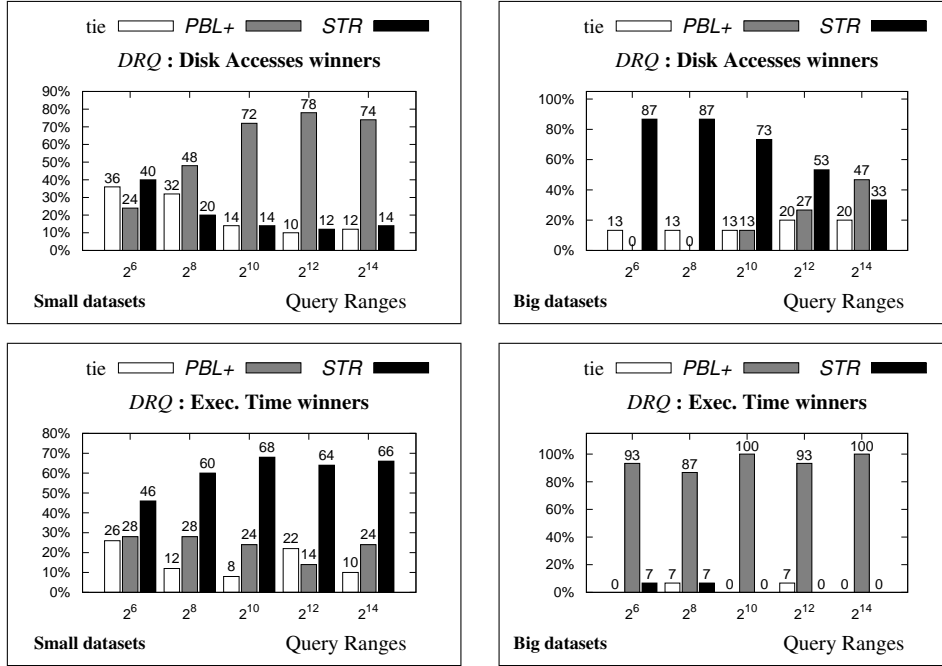 tie PBL+ STR
DRQ : Disk Accesses winners
90%
80%
70%
60%
50%
40%
30%
20%
10%
0%
36 24 40 32 48 20 14 72 14 10 78 12 12 74 14
2^6 2^8 2^10 2^12 2^14
Small datasets Query Ranges
tie PBL+ STR
DRQ : Disk Accesses winners
100%
80%
60%
40%
20%
0%
13 0 87 13 0 87 13 13 73 20 27 53 20 47 33
2^6 2^8 2^10 2^12 2^14
Big datasets Query Ranges
tie PBL+ STR
DRQ : Exec. Time winners
80%
70%
60%
50%
40%
30%
20%
10%
0%
26 28 46 12 28 60 8 24 68 22 14 64 10 24 66
2^6 2^8 2^10 2^12 2^14
Small datasets Query Ranges
tie PBL+ STR
DRQ : Exec. Time winners
100%
80%
60%
40%
20%
0%
0 93 7 7 87 7 0 100 0 7 93 0 0 100 0
2^6 2^8 2^10 2^12 2^14
Big datasets Query Ranges